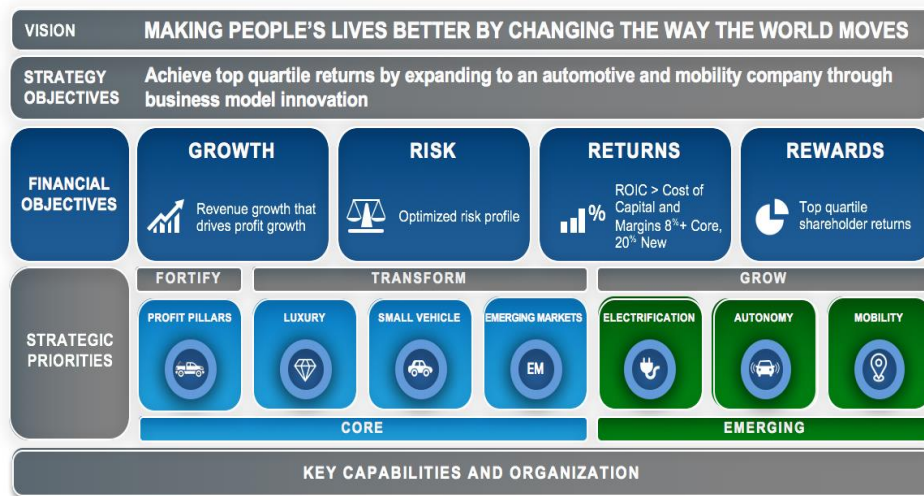 VISION
MAKING PEOPLE'S LIVES BETTER BY CHANGING THE WAY THE WORLD MOVES
STRATEGY
OBJECTIVES
Achieve top quartile returns by expanding to an automotive and mobility company through
business model innovation
FINANCIAL
OBJECTIVES
GROWTH
Revenue growth that
drives profit growth
RISK
Optimized risk profile
RETURNS
%
ROIC > Cost of
Capital and
Margins 8%+ Core,
20% New
REWARDS
Top quartile
shareholder returns
STRATEGIC
PRIORITIES
FORTIFY
TRANSFORM
GROW
PROFIT PILLARS
LUXURY
SMALL VEHICLE
EMERGING MARKETS
EM
ELECTRIFICATION
AUTONOMY
MOBILITY
CORE
EMERGING
KEY CAPABILITIES AND ORGANIZATION